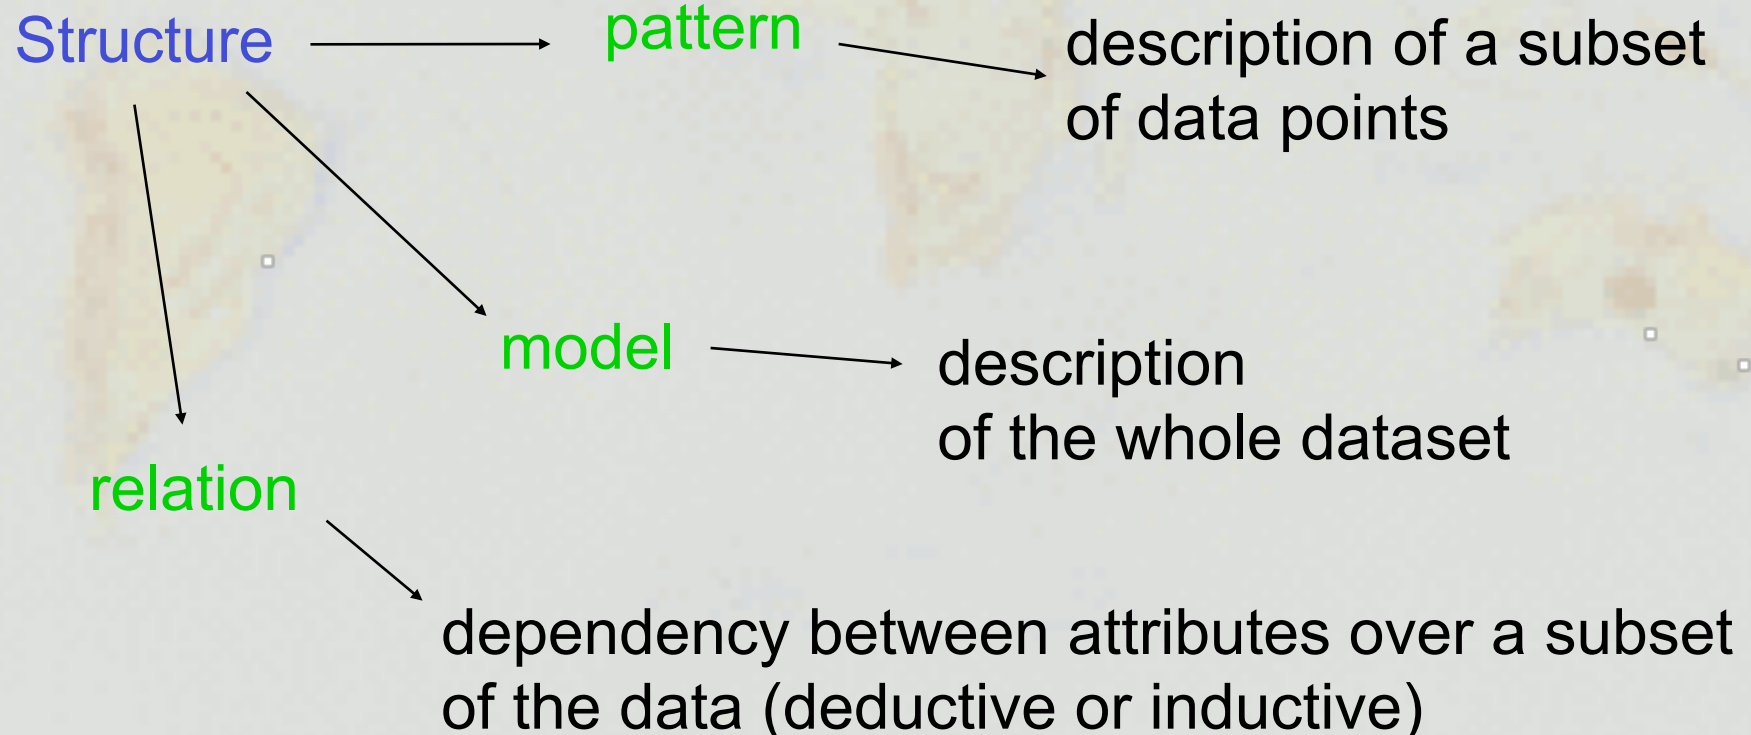 Structure
pattern
description of a subset
of data points
model
description
of the whole dataset
relation
dependency between attributes over a subset
of the data (deductive or inductive)